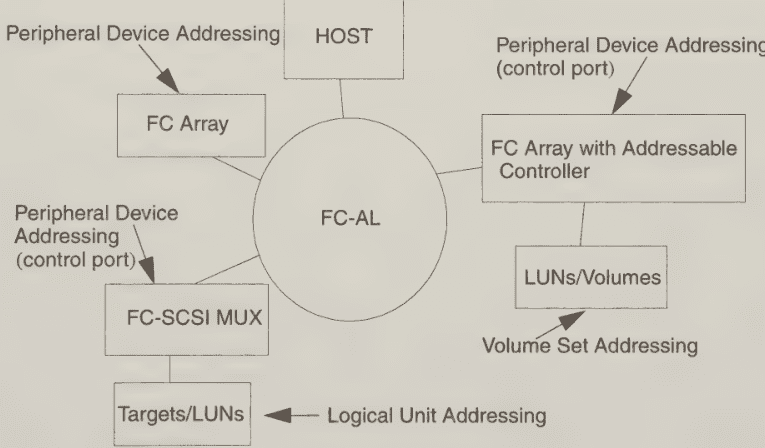 Peripheral Device Addressing
HOST
Peripheral Device Addressing
(control port)
FC Array
FC Array with Addressable
Controller
FC-AL
Peripheral Device
Addressing
(control port)
LUNs/Volumes
FC-SCSI MUX
Volume Set Addressing
Targets/LUNs
Logical Unit Addressing